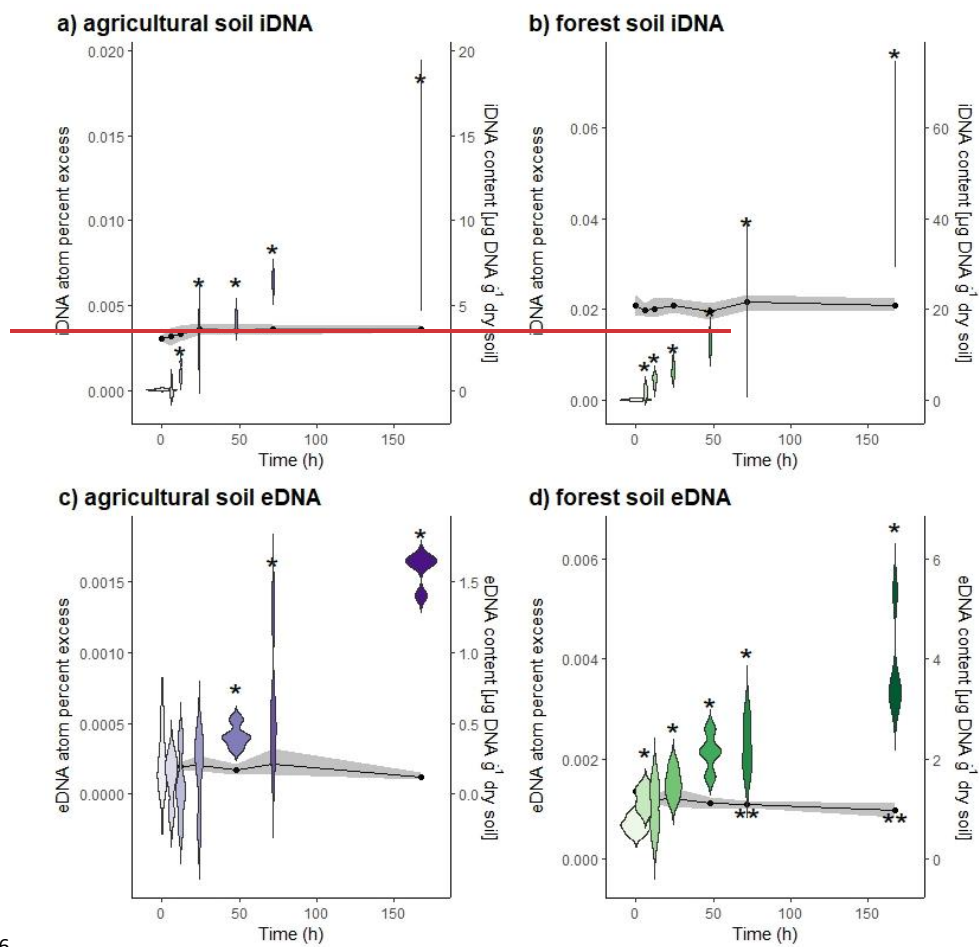 a) agricultural soil iDNA
b) forest soil iDNA
iDNA atom percent excess
0.020
0.015
0.010
0.005
0.000
20
15
10
5
0
iDNA content [µg DNA g-1 dry soil]
0
50
100
150
Time (h)
iDNA atom percent excess
0.06
0.04
0.02
0.00
60
40
20
0
iDNA content [µg DNA g-1 dry soil]
0
50
100
150
Time (h)
* * * * * *
* * * * * *
c) agricultural soil eDNA
d) forest soil eDNA
eDNA atom percent excess
0.0015
0.0010
0.0005
0.0000
1.5
1.0
0.5
0.0
eDNA content [µg DNA g-1 dry soil]
0
50
100
150
Time (h)
eDNA atom percent excess
0.006
0.004
0.002
0.000
6
4
2
0
eDNA content [µg DNA g-1 dry soil]
0
50
100
150
Time (h)
* * *
* * * * *
** **